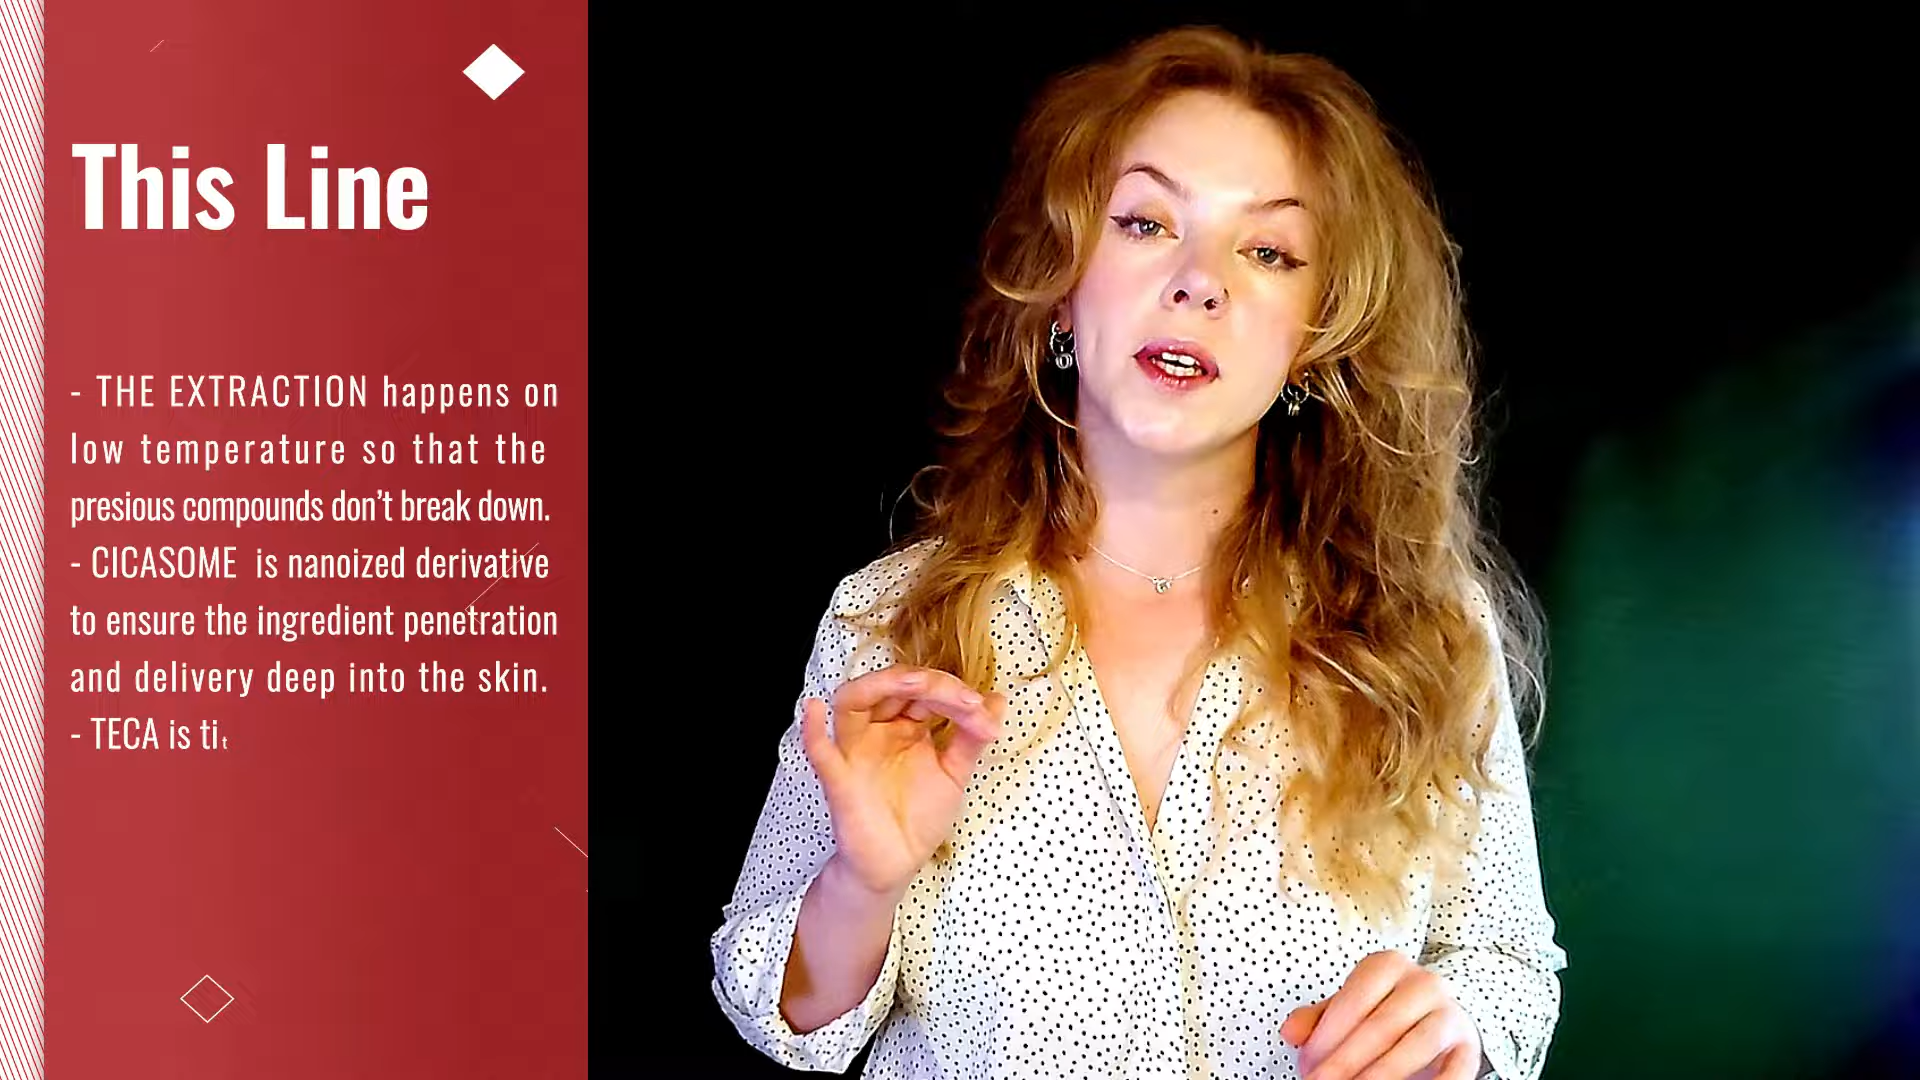 This Line
- THE EXTRACTION happens on
low temperature so that the
presious compounds don't break down.
- CICASOME is nanoized derivative
to ensure the ingredient penetration
and delivery deep into the skin.
- TECA is tit